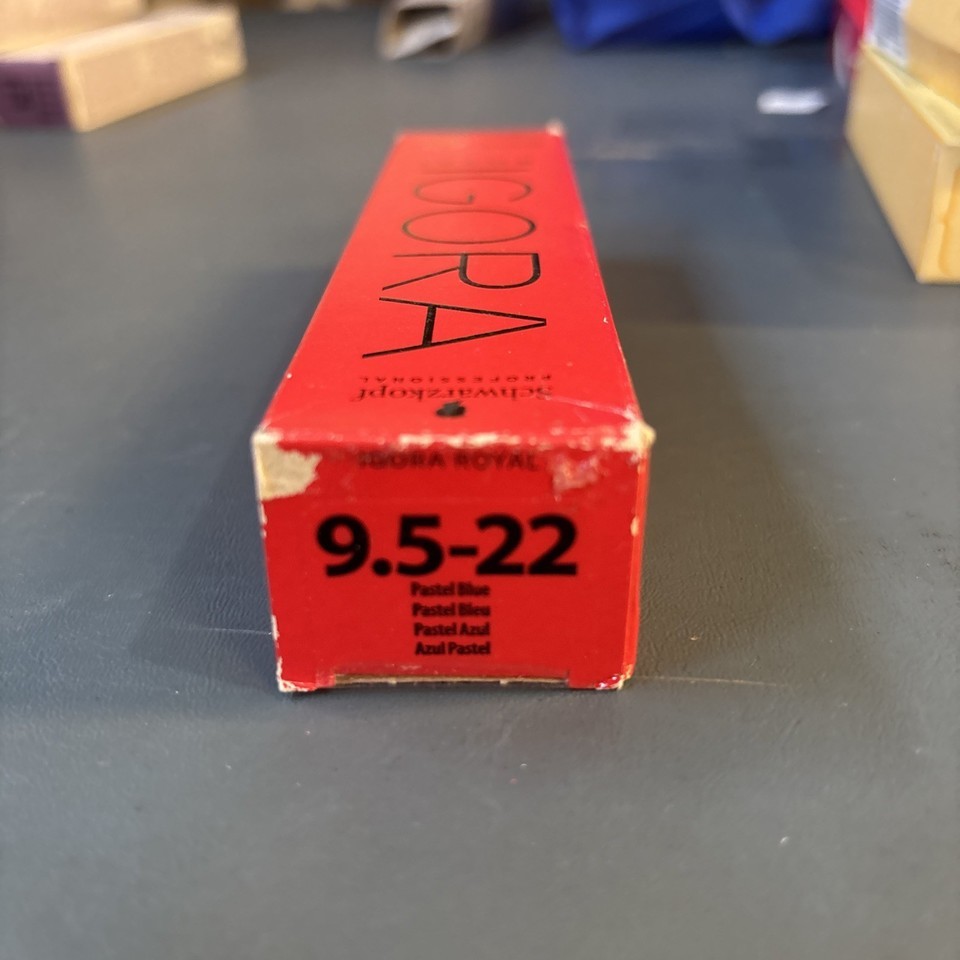 IGORA
Schwarzkopf
PROFESSIONAL
IGORA ROYAL
9.5-22
Pastel Blue
Pastel Bleu
Pastel Azul
Azul Pastel